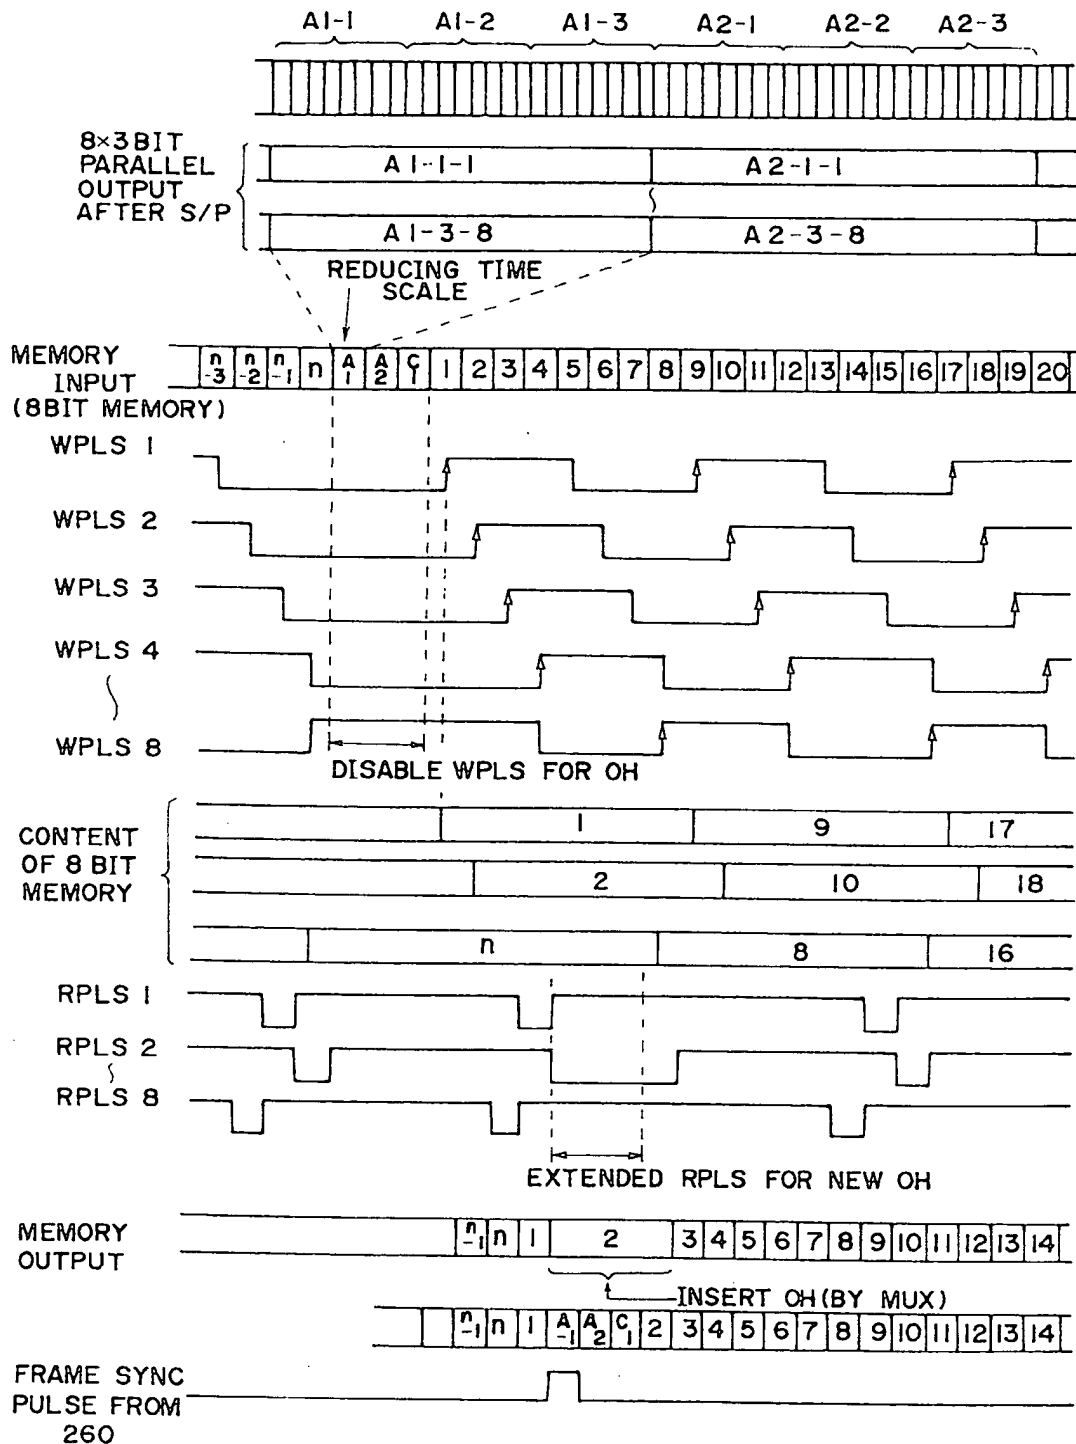 A1-1 A1-2 A1-3 A2-1 A2-2 A2-3
8×3BIT
PARALLEL
OUTPUT
AFTER S/P
A1-1-1 A2-1-1
A1-3-8 A2-3-8
REDUCING TIME
SCALE
MEMORY
INPUT
(8BIT MEMORY)
n-3 n-2 n-1 n A1 A2 C1 1 2 3 4 5 6 7 8 9 10 11 12 13 14 15 16 17 18 19 20
WPLS 1
WPLS 2
WPLS 3
WPLS 4
WPLS 8
DISABLE WPLS FOR OH
CONTENT
OF 8 BIT
MEMORY
1 9 17
2 10 18
n 8 16
RPLS 1
RPLS 2
RPLS 8
EXTENDED RPLS FOR NEW OH
MEMORY
OUTPUT
n-1 n 1 2 3 4 5 6 7 8 9 10 11 12 13 14
INSERT OH (BY MUX)
n-1 n 1 A-1 A2 C1 2 3 4 5 6 7 8 9 10 11 12 13 14
FRAME SYNC
PULSE FROM
260